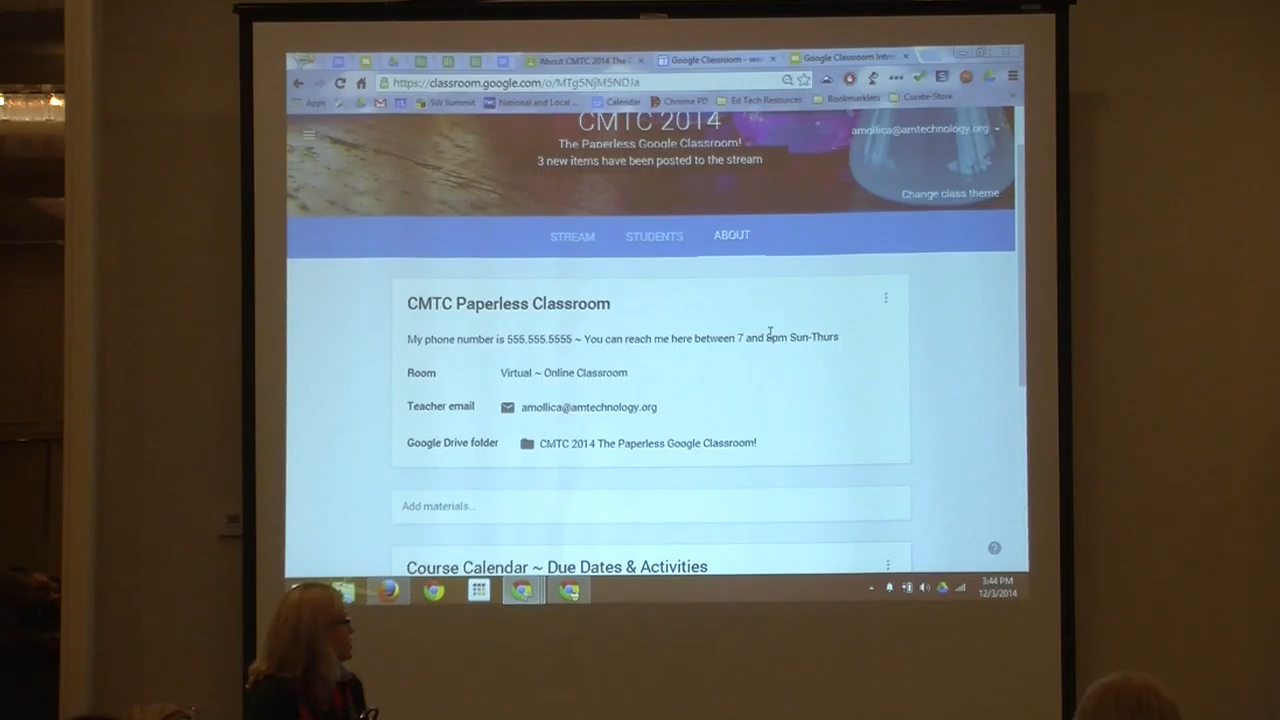 About CMTC 2014 The
Google Classroom
Google Classroom Intro
https://classroom.google.com/o/MTg5NjM5NDJa
Apps
SW Summit
National and Local ...
Calendar
Chrome PD
Ed Tech Resources
Bookmarklets
Curate-Store
CMTC 2014
The Paperless Google Classroom!
3 new items have been posted to the stream
amollica@amtechnology.org
Change class theme
STREAM STUDENTS ABOUT
CMTC Paperless Classroom
My phone number is 555.555.5555 ~ You can reach me here between 7 and 8pm Sun-Thurs
Room Virtual ~ Online Classroom
Teacher email amollica@amtechnology.org
Google Drive folder CMTC 2014 The Paperless Google Classroom!
Add materials...
Course Calendar ~ Due Dates & Activities
3:44 PM
12/3/2014